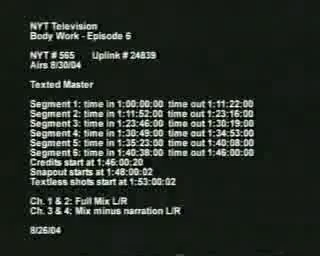 NYT Television
Body Work - Episode 6
NYT # 565 Uplink # 24839
Airs 8/30/04
Texted Master
Segment 1: time in 1:00:00:00 time out 1:11:22:00
Segment 2: time in 1:11:52:00 time out 1:23:16:00
Segment 3: time in 1:23:46:00 time out 1:30:19:00
Segment 4: time in 1:30:49:00 time out 1:34:53:00
Segment 5: time in 1:35:23:00 time out 1:40:08:00
Segment 6: time in 1:40:38:00 time out 1:46:00:00
Credits start at 1:46:00:20
Snapout starts at 1:48:00:02
Textless shots start at 1:53:00:02
Ch. 1 & 2: Full Mix L/R
Ch. 3 & 4: Mix minus narration L/R
8/26/04